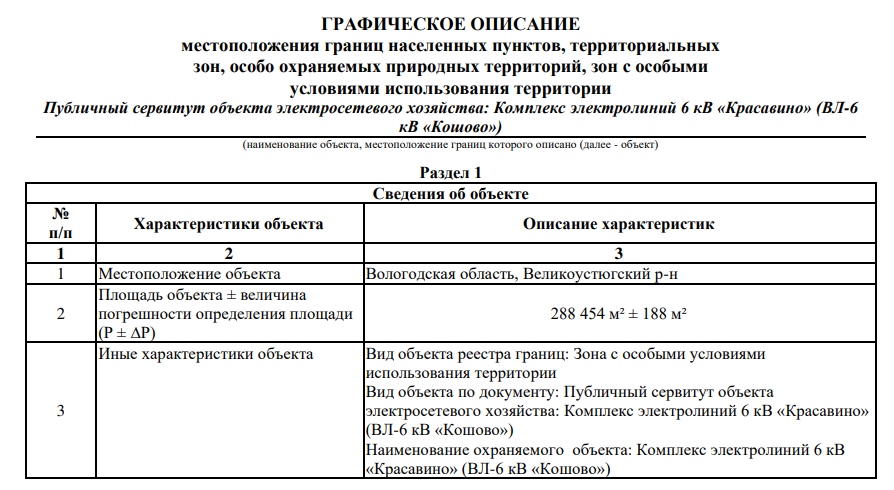 ГРАФИЧЕСКОЕ ОПИСАНИЕ
местоположения границ населенных пунктов, территориальных
зон, особо охраняемых природных территорий, зон с особыми
условиями использования территории
Публичный сервитут объекта электросетевого хозяйства: Комплекс электролиний 6 кВ «Красавино» (ВЛ-6
кВ «Кошово»)
(наименование объекта, местоположение границ которого описано (далее - объект)
Раздел 1
Сведения об объекте
№
п/п
Характеристики объекта
Описание характеристик
1
2
3
1
Местоположение объекта
Вологодская область, Великоустюгский р-н
2
Площадь объекта ± величина
погрешности определения площади
(P ± ∆P)
288 454 м² ± 188 м²
3
Иные характеристики объекта
Вид объекта реестра границ: Зона с особыми условиями
использования территории
Вид объекта по документу: Публичный сервитут объекта
электросетевого хозяйства: Комплекс электролиний 6 кВ «Красавино»
(ВЛ-6 кВ «Кошово»)
Наименование охраняемого объекта: Комплекс электролиний 6 кВ
«Красавино» (ВЛ-6 кВ «Кошово»)